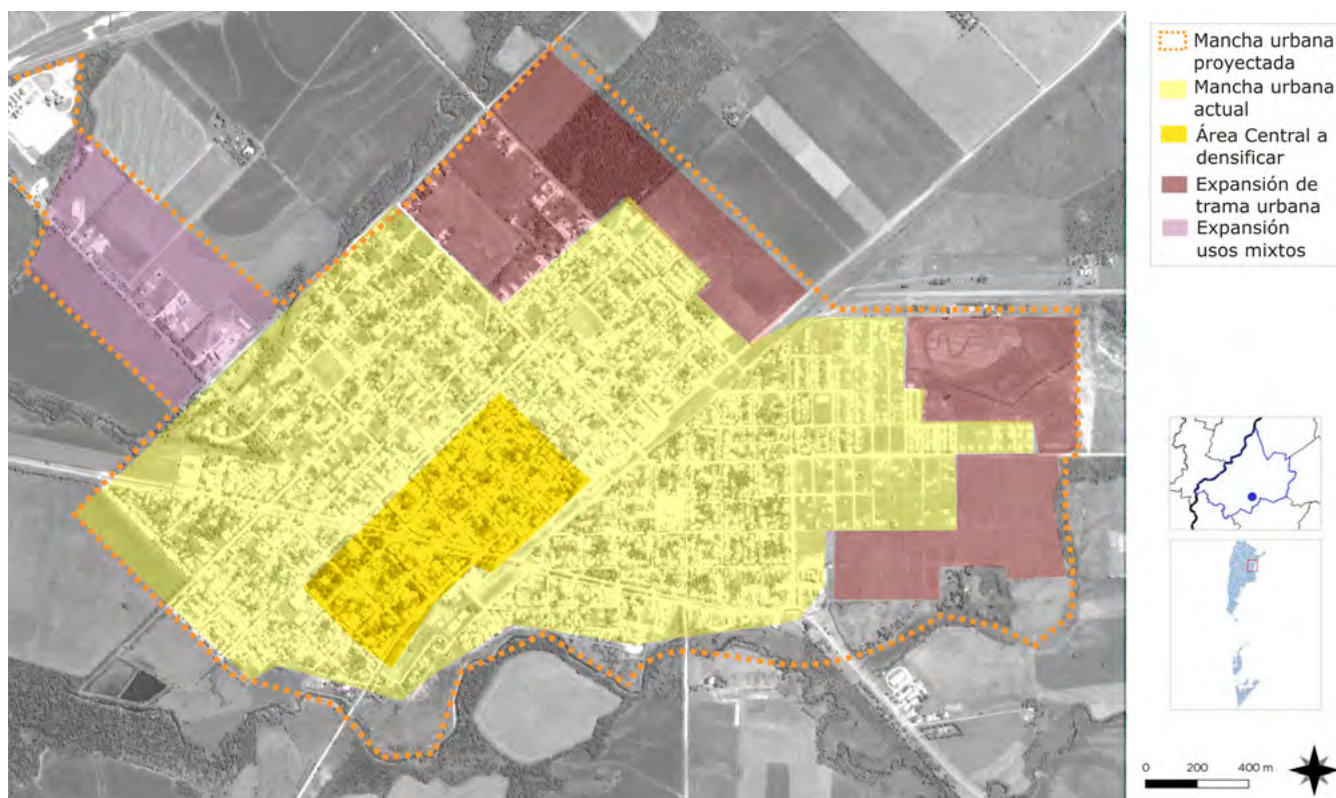 Mancha urbana
proyectada
Mancha urbana
actual
Área Central a
densificar
Expansión de
trama urbana
Expansión
usos mixtos
0 200 400 m